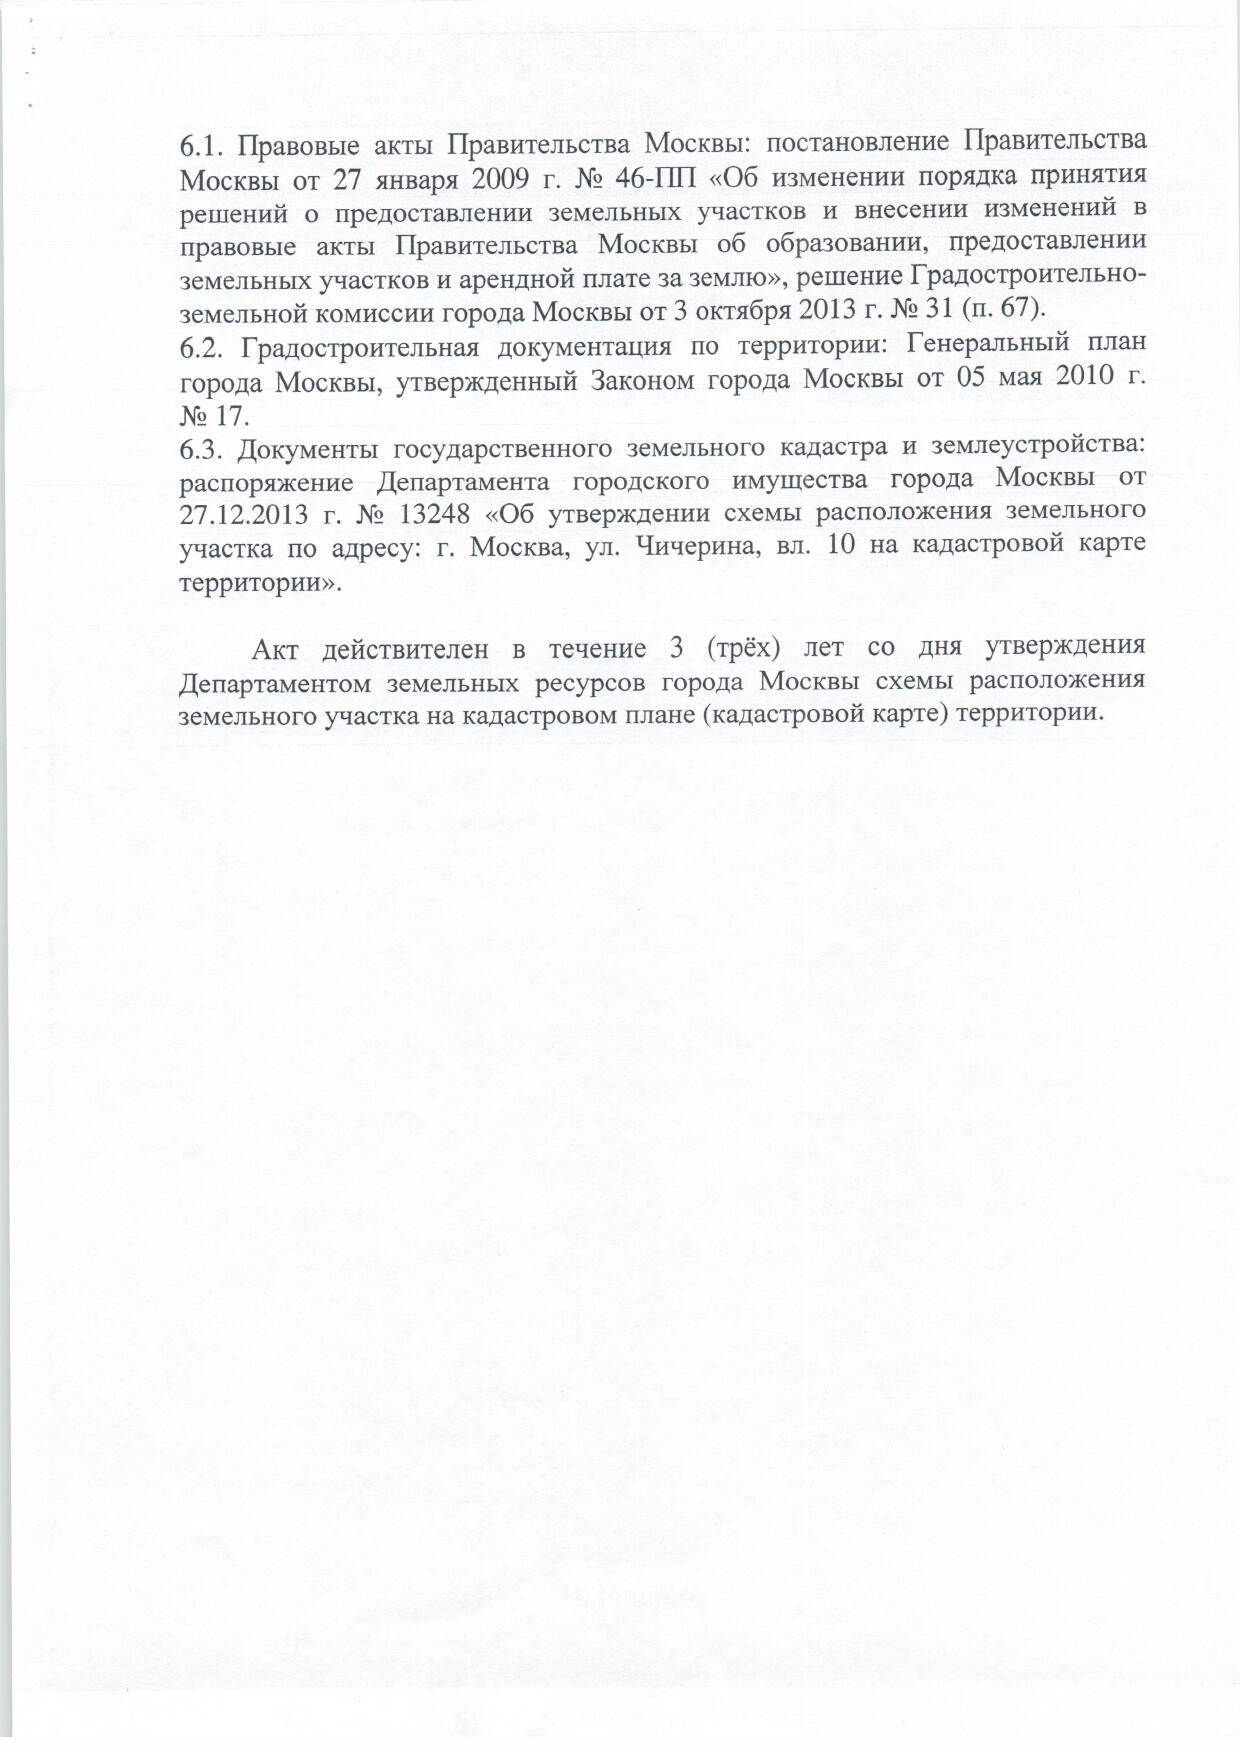 6.1. Правовые акты Правительства Москвы: постановление Правительства
Москвы от 27 января 2009 г. № 46-ПП «Об изменении порядка принятия
решений о предоставлении земельных участков и внесении изменений в
правовые акты Правительства Москвы об образовании, предоставлении
земельных участков и арендной плате за землю», решение Градостроительно-
земельной комиссии города Москвы от 3 октября 2013 г. № 31 (п. 67).
6.2. Градостроительная документация по территории: Генеральный план
города Москвы, утвержденный Законом города Москвы от 05 мая 2010 г.
№ 17.
6.3. Документы государственного земельного кадастра и землеустройства:
распоряжение Департамента городского имущества города Москвы от
27.12.2013 г. № 13248 «Об утверждении схемы расположения земельного
участка по адресу: г. Москва, ул. Чичерина, вл. 10 на кадастровой карте
территории».
Акт действителен в течение 3 (трёх) лет со дня утверждения
Департаментом земельных ресурсов города Москвы схемы расположения
земельного участка на кадастровом плане (кадастровой карте) территории.